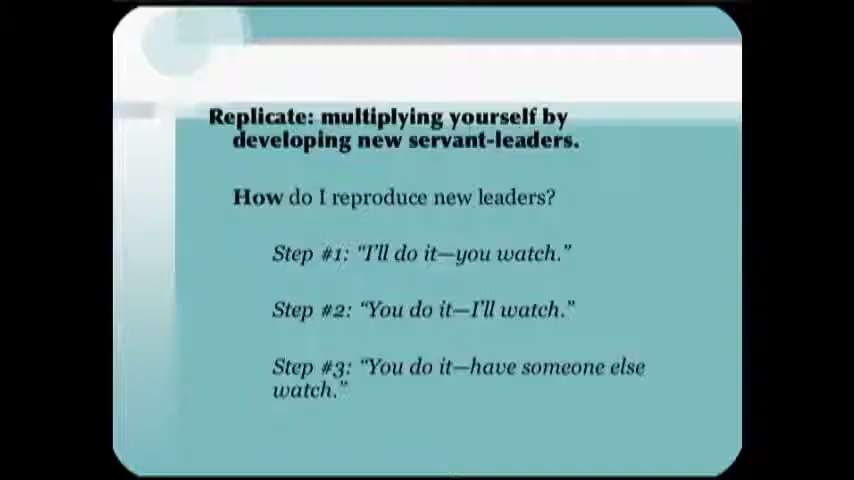 Replicate: multiplying yourself by
developing new servant-leaders.
How do I reproduce new leaders?
Step #1: “I’ll do it—you watch.”
Step #2: “You do it—I’ll watch.”
Step #3: “You do it—have someone else
watch.”